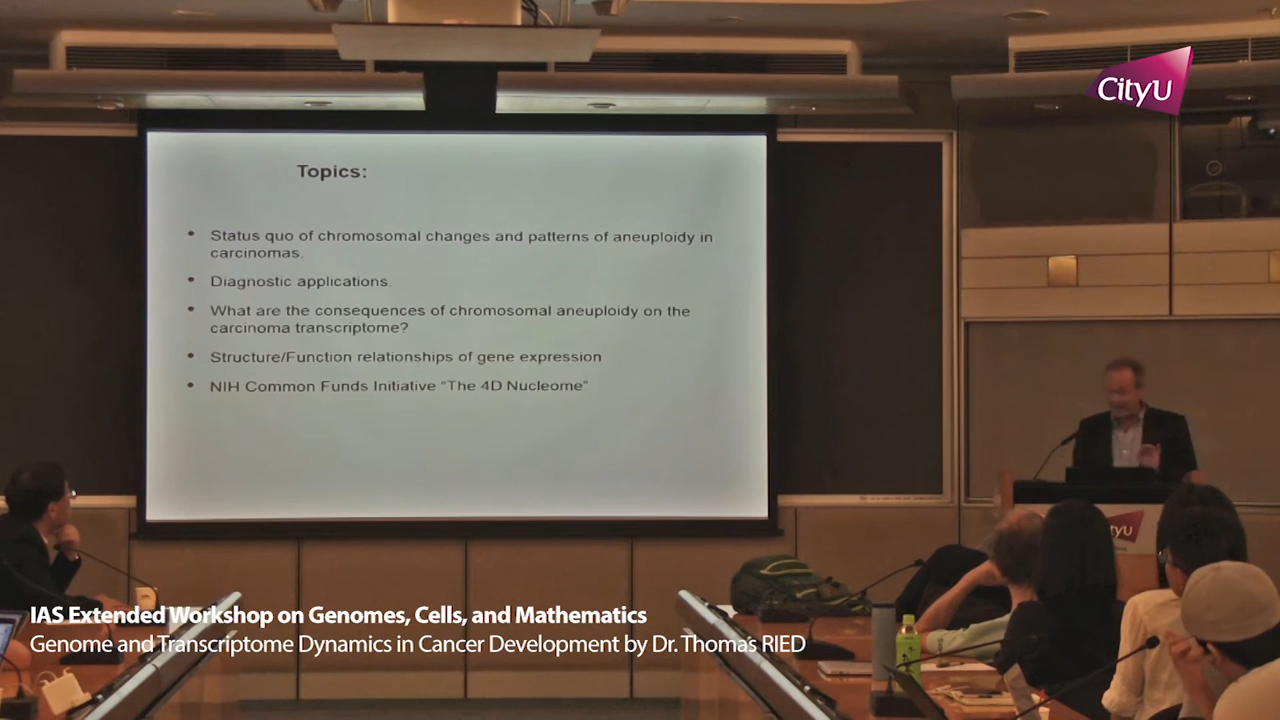 CityU
Topics:
• Status quo of chromosomal changes and patterns of aneuploidy in
carcinomas.
• Diagnostic applications.
• What are the consequences of chromosomal aneuploidy on the
carcinoma transcriptome?
• Structure/Function relationships of gene expression
• NIH Common Funds Initiative "The 4D Nucleome"
tyU
IAS Extended Workshop on Genomes, Cells, and Mathematics
Genome and Transcriptome Dynamics in Cancer Development by Dr. Thomas RIED